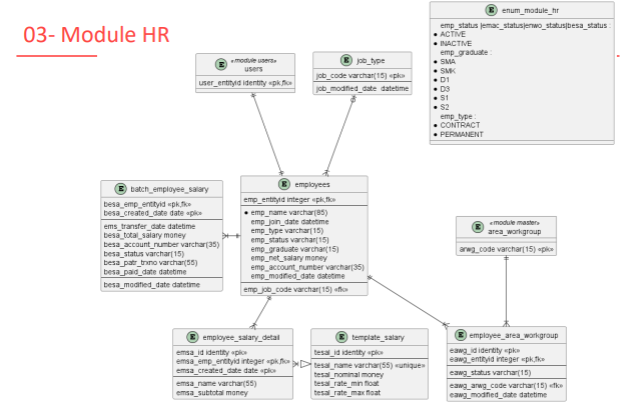 03- Module HR
E enum_module_hr
emp_status |emac_status|enwo_status|besa_status :
ACTIVE
INACTIVE
emp_graduate :
SMA
SMK
D1
D3
S1
S2
emp_type :
CONTRACT
PERMANENT
E «module users»
users
user_entityid identity «pk,fk»
E job_type
job_code varchar(15) «pk»
job_modified_date datetime
E batch_employee_salary
besa_emp_entityid «pk,fk»
besa_created_date date «pk»
ems_transfer_date datetime
besa_total_salary money
besa_account_number varchar(35)
besa_status varchar(15)
besa_patr_trxno varchar(55)
besa_paid_date datetime
besa_modified_date datetime
E employees
emp_entityid integer «pk,fk»
emp_name varchar(85)
emp_join_date datetime
emp_type varchar(15)
emp_status varchar(15)
emp_graduate varchar(15)
emp_net_salary money
emp_account_number varchar(35)
emp_modified_date datetime
emp_job_code varchar(15) «fk»
E «module master»
area_workgroup
arwg_code varchar(15) «pk»
E employee_salary_detail
emsa_id identity «pk»
emsa_emp_entityid integer «pk,fk»
emsa_created_date date «pk»
emsa_name varchar(55)
emsa_subtotal money
E template_salary
tesal_id identity «pk»
tesal_name varchar(55) «unique»
tesal_nominal money
tesal_rate_min float
tesal_rate_max float
E employee_area_workgroup
eawg_id identity «pk»
eawg_entityid integer «pk,fk»
eawg_status varchar(15)
eawg_arwg_code varchar(15) «fk»
eawg_modified_date datetime